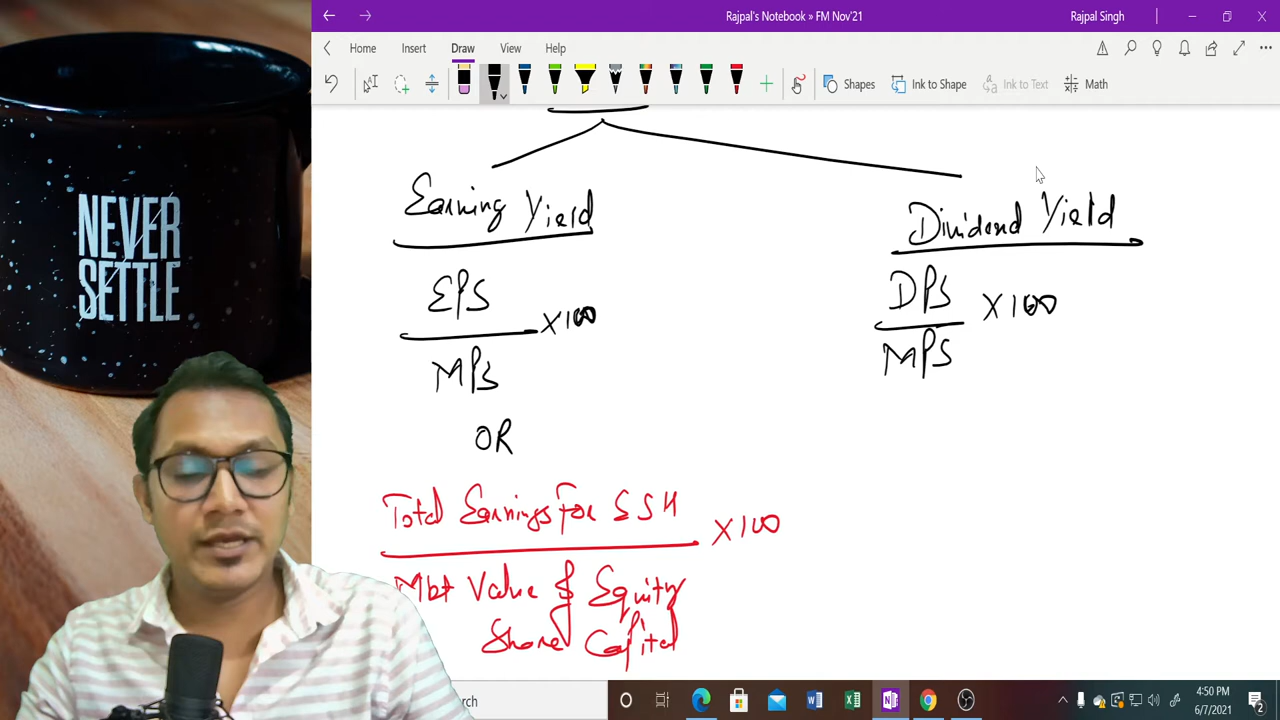 Rajpal's Notebook » FM Nov'21
Rajpal Singh
Home Insert Draw View Help
Shapes Ink to Shape Ink to Text Math
NEVER
SETTLE
Earning Yield
EPS
X100
MPS
OR
Total Earnings For ESH
X100
Mkt Value of Equity
Share Capital
Dividend Yield
DPS
X100
MPS
rch
4:50 PM
6/7/2021
2